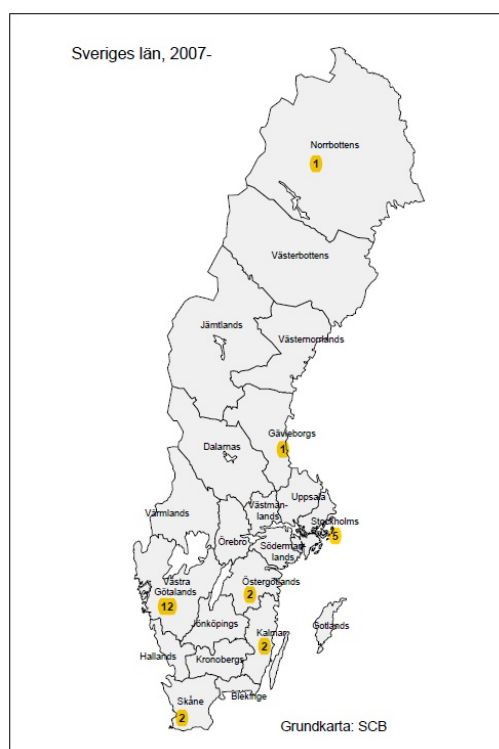 Sveriges län, 2007-
Norrbottens
1
Västerbottens
Jämtlands
Västernorrlands
Gävleborgs
1
Dalarnas
Uppsala
Värmlands
Västman-
lands
Stockholms
5
Örebro
Söderman-
lands
Västra
Götalands
12
Östergötlands
2
Jönköpings
Kalmar
2
Gotlands
Hallands
Kronobergs
Skåne
2
Blekinge
Grundkarta: SCB